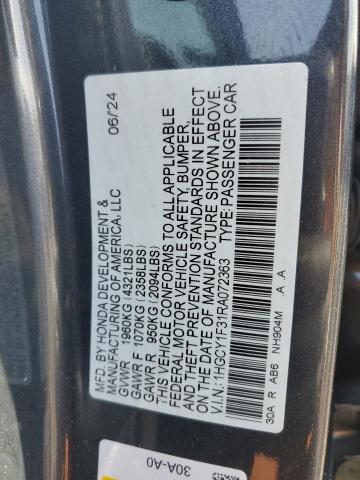 MFD. BY HONDA DEVELOPMENT & 06/24
MANUFACTURING OF AMERICA, LLC
GVWR 1960KG (4321LBS)
GAWR F 1070KG (2358LBS)
GAWR R 950KG (2094LBS)
THIS VEHICLE CONFORMS TO ALL APPLICABLE
FEDERAL MOTOR VEHICLE SAFETY, BUMPER,
AND THEFT PREVENTION STANDARDS IN EFFECT
ON THE DATE OF MANUFACTURE SHOWN ABOVE.
V.I.N.: 1HGCY1F31RA072363 TYPE: PASSENGER CAR
30A R AB6 NH904M A A
30A-A0